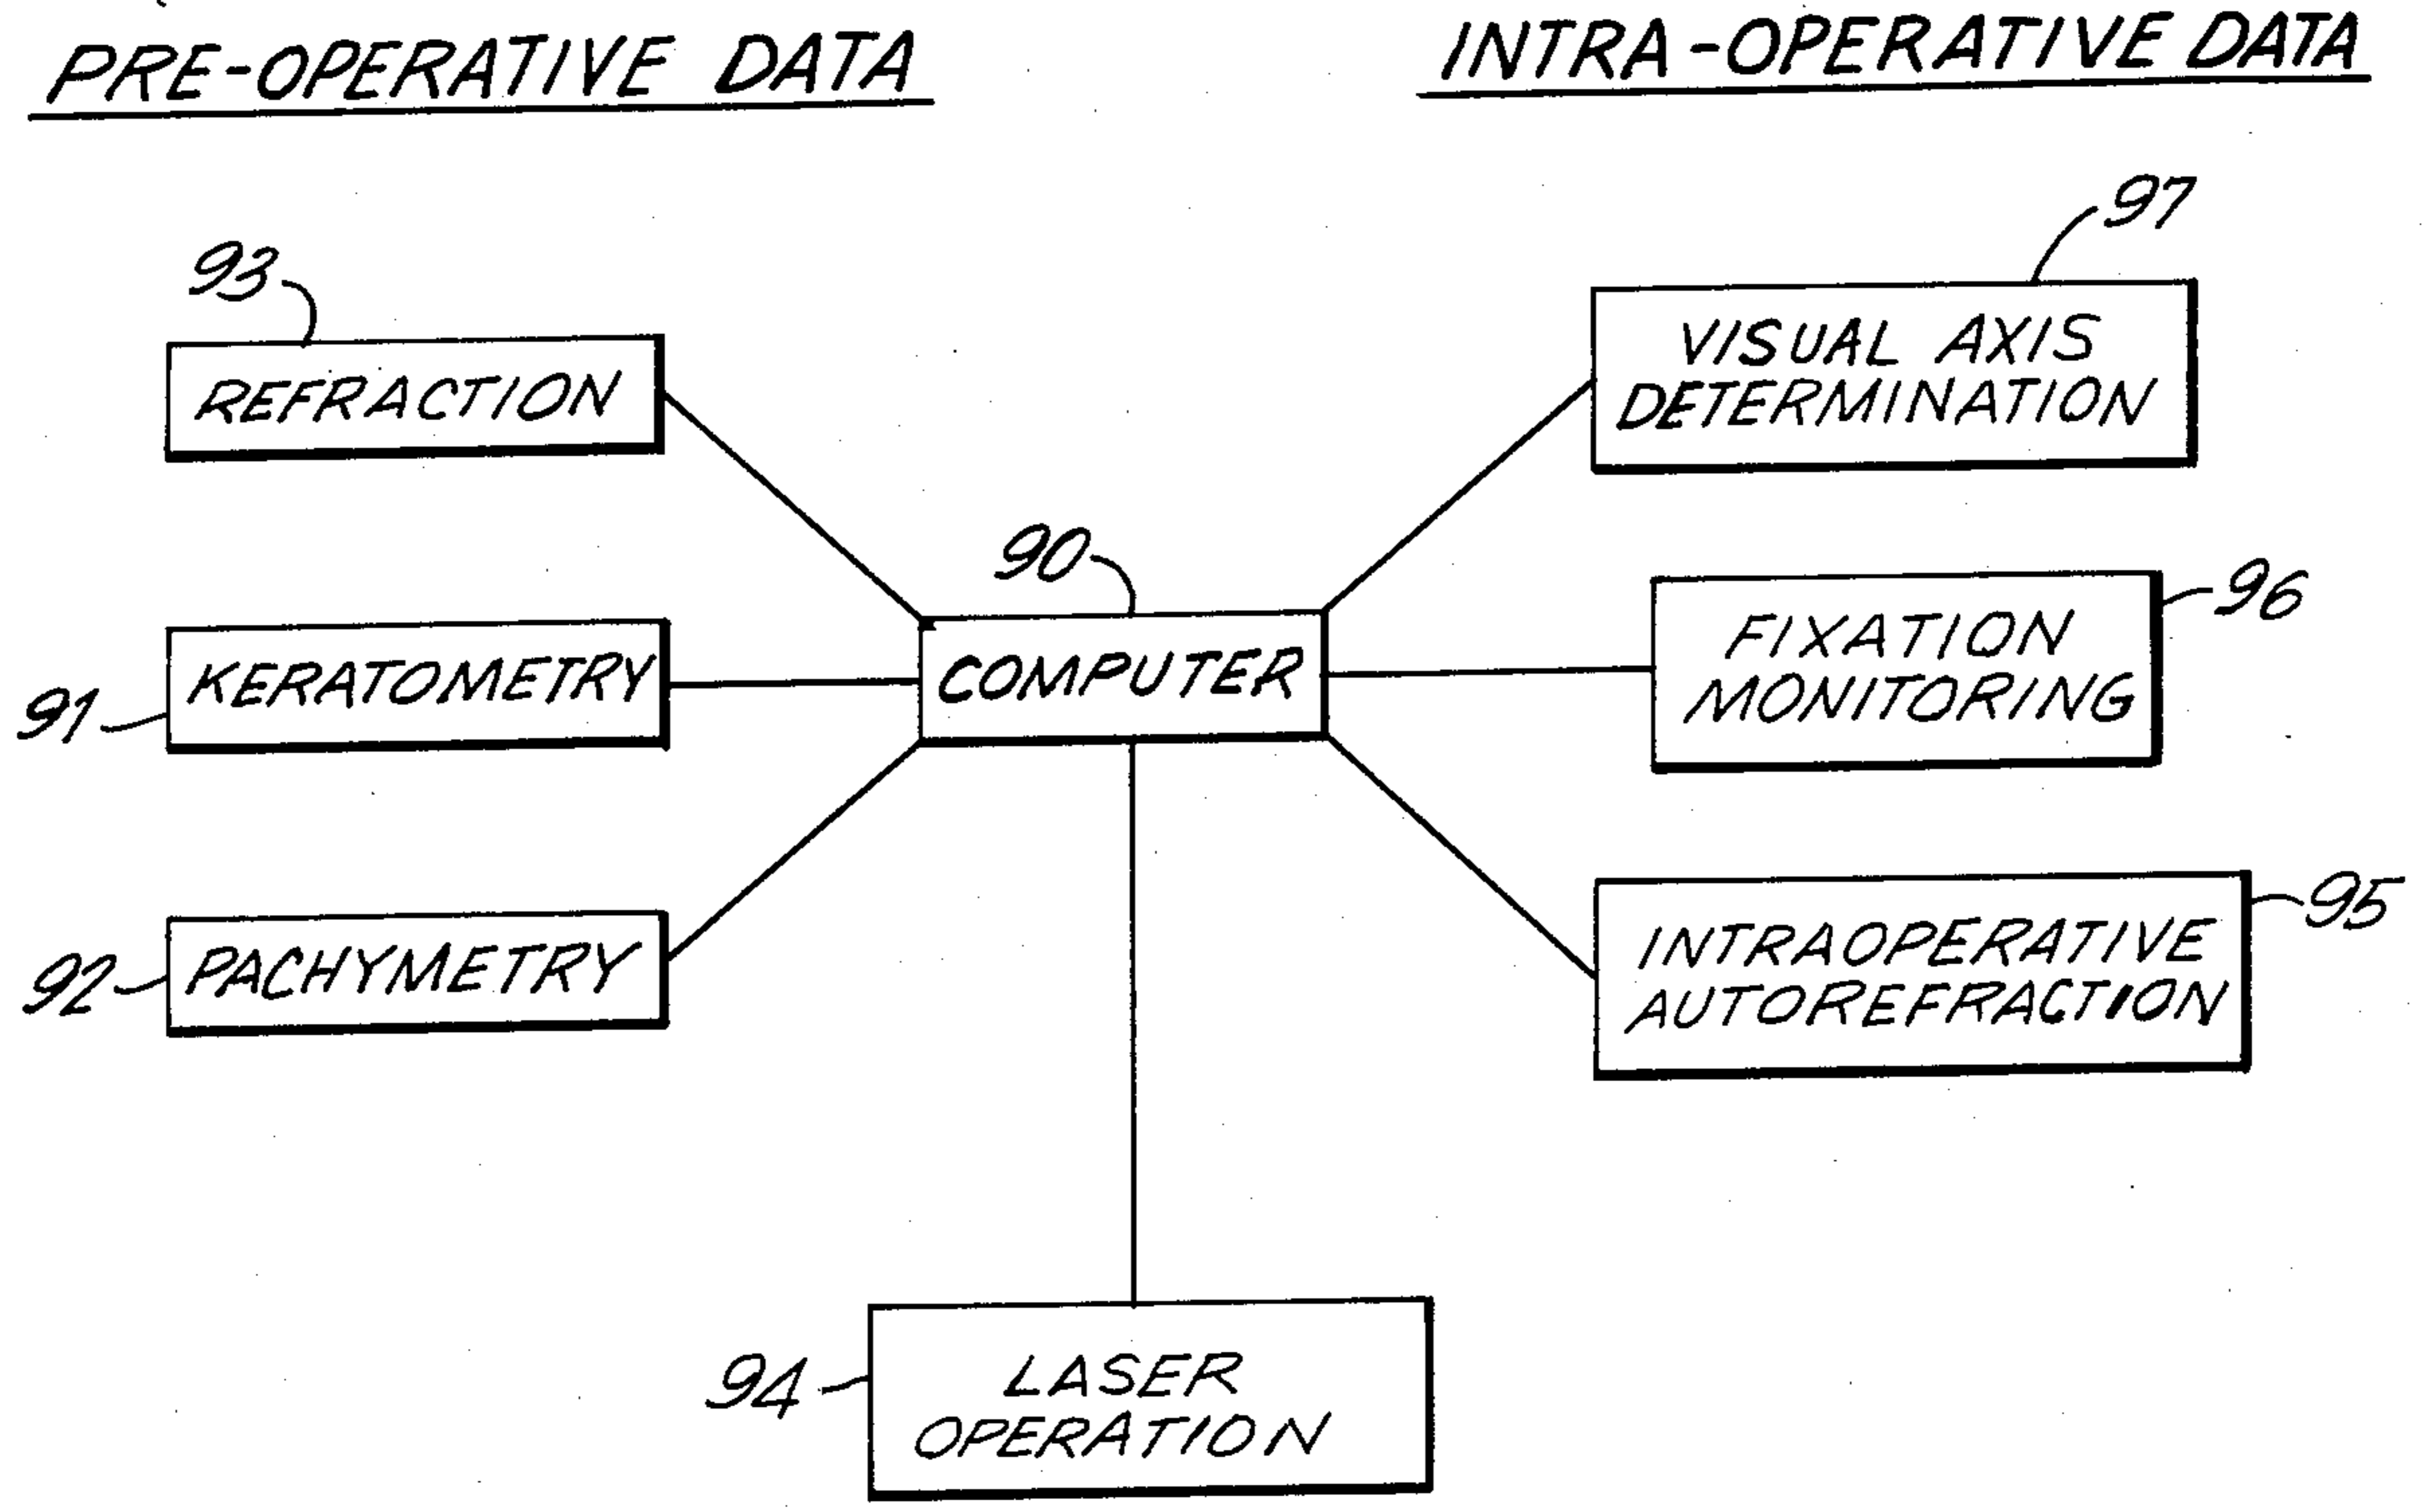 PRE-OPERATIVE DATA
INTRA-OPERATIVE DATA
93
REFRACTION
97
VISUAL AXIS
DETERMINATION
90
COMPUTER
91
KERATOMETRY
96
FIXATION
MONITORING
92
PACHYMETRY
95
INTRAOPERATIVE
AUTOREFRACTION
94
LASER
OPERATION